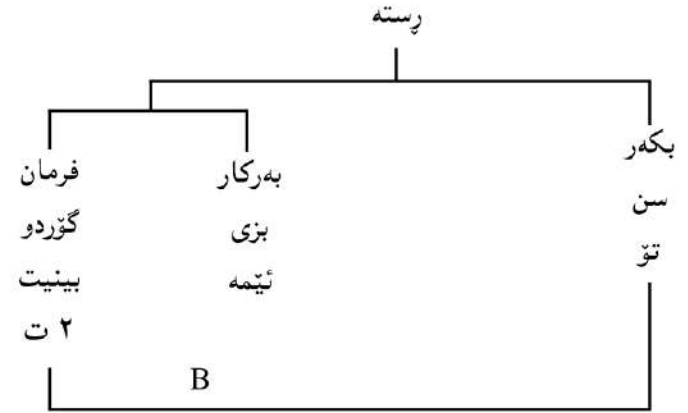 ڕستە
بکەر
سن
تۆ
بەرکار
بزی
ئێمە
فرمان
گۆردو
بینیت
٢ ت
B